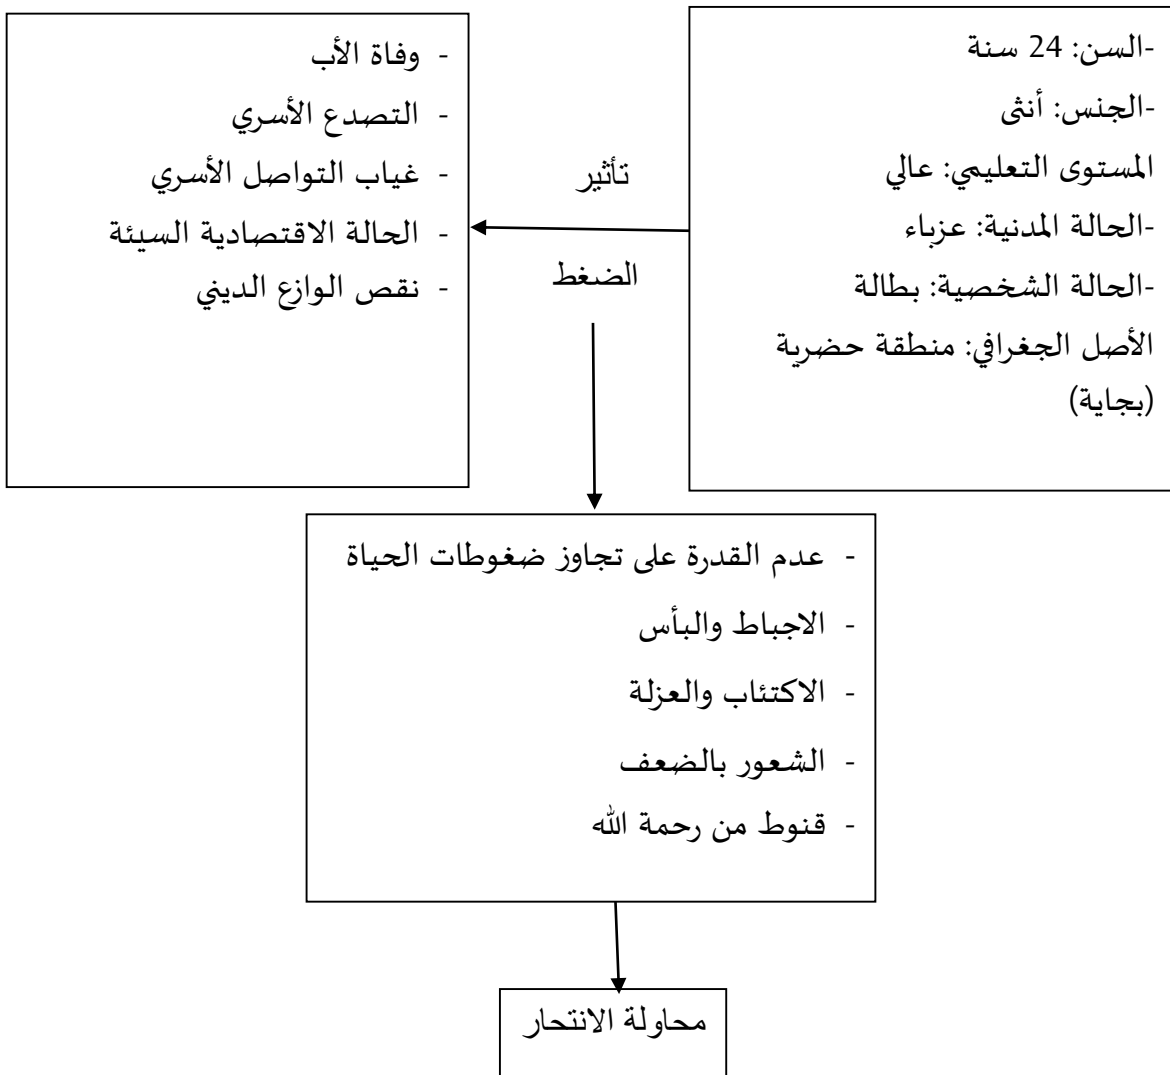 -السن: 24 سنة
-الجنس: أنثى
المستوى التعليمي: عالي
-الحالة المدنية: عزباء
-الحالة الشخصية: بطالة
الأصل الجغرافي: منطقة حضرية
(بجاية)
تأثير
الضغط
- وفاة الأب
- التصدع الأسري
- غياب التواصل الأسري
- الحالة الاقتصادية السيئة
- نقص الوازع الديني
- عدم القدرة على تجاوز ضغوطات الحياة
- الاجباط والبأس
- الاكتئاب والعزلة
- الشعور بالضعف
- قنوط من رحمة الله
محاولة الانتحار